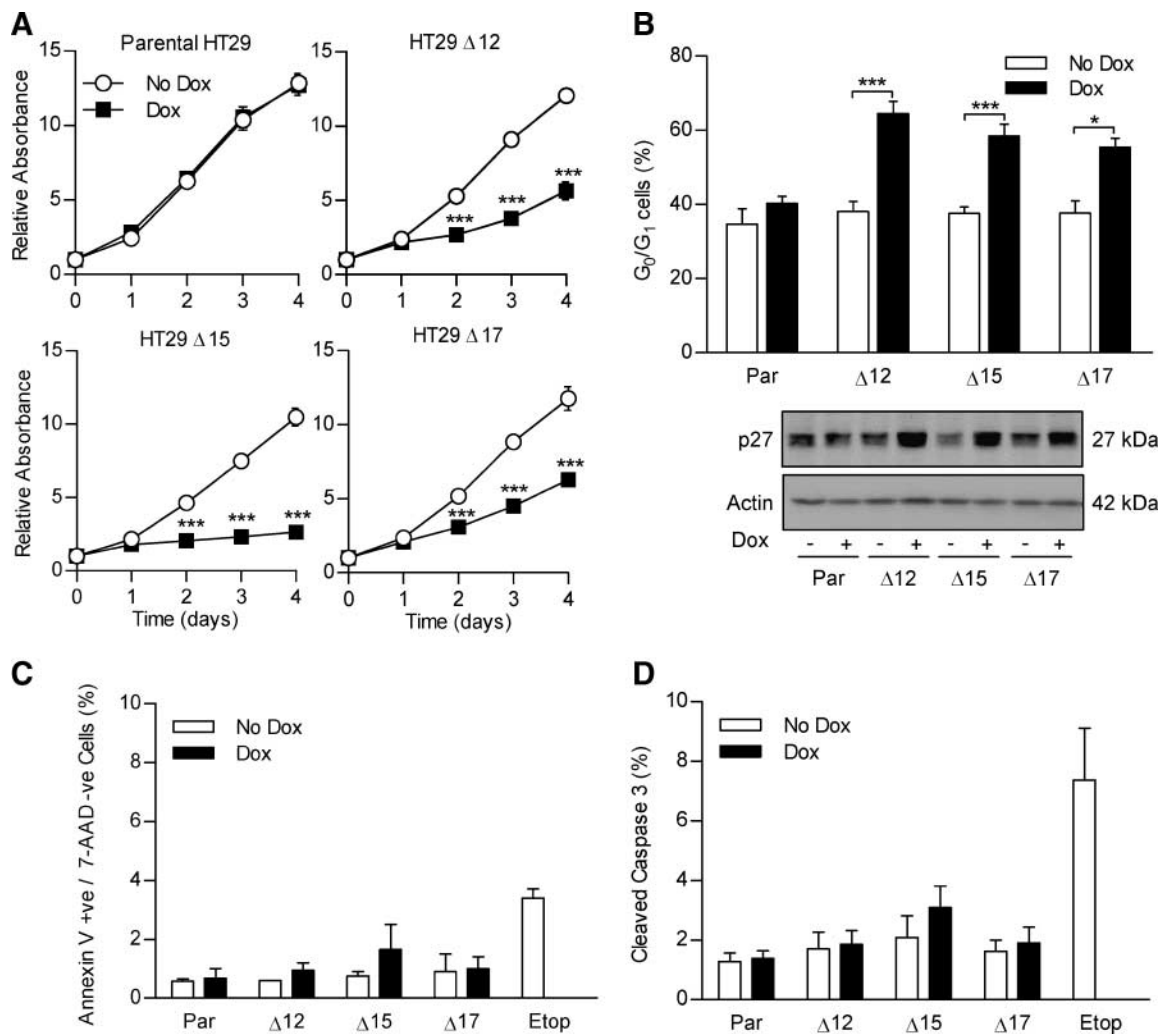 A
Parental HT29
HT29 Δ12
15
10
5
0
Relative Absorbance
No Dox
Dox
0 1 2 3 4
15
10
5
0
*** *** ***
0 1 2 3 4
HT29 Δ15
HT29 Δ17
15
10
5
0
Relative Absorbance
*** *** ***
0 1 2 3 4
Time (days)
15
10
5
0
*** *** ***
0 1 2 3 4
Time (days)
B
80
60
40
20
0
G0/G1 cells (%)
No Dox
Dox
*** *** *
Par Δ12 Δ15 Δ17
p27 27 kDa
Actin 42 kDa
Dox - + - + - + - +
Par Δ12 Δ15 Δ17
C
10
8
6
4
2
0
Annexin V +ve / 7-AAD -ve Cells (%)
No Dox
Dox
Par Δ12 Δ15 Δ17 Etop
D
10
8
6
4
2
0
Cleaved Caspase 3 (%)
No Dox
Dox
Par Δ12 Δ15 Δ17 Etop